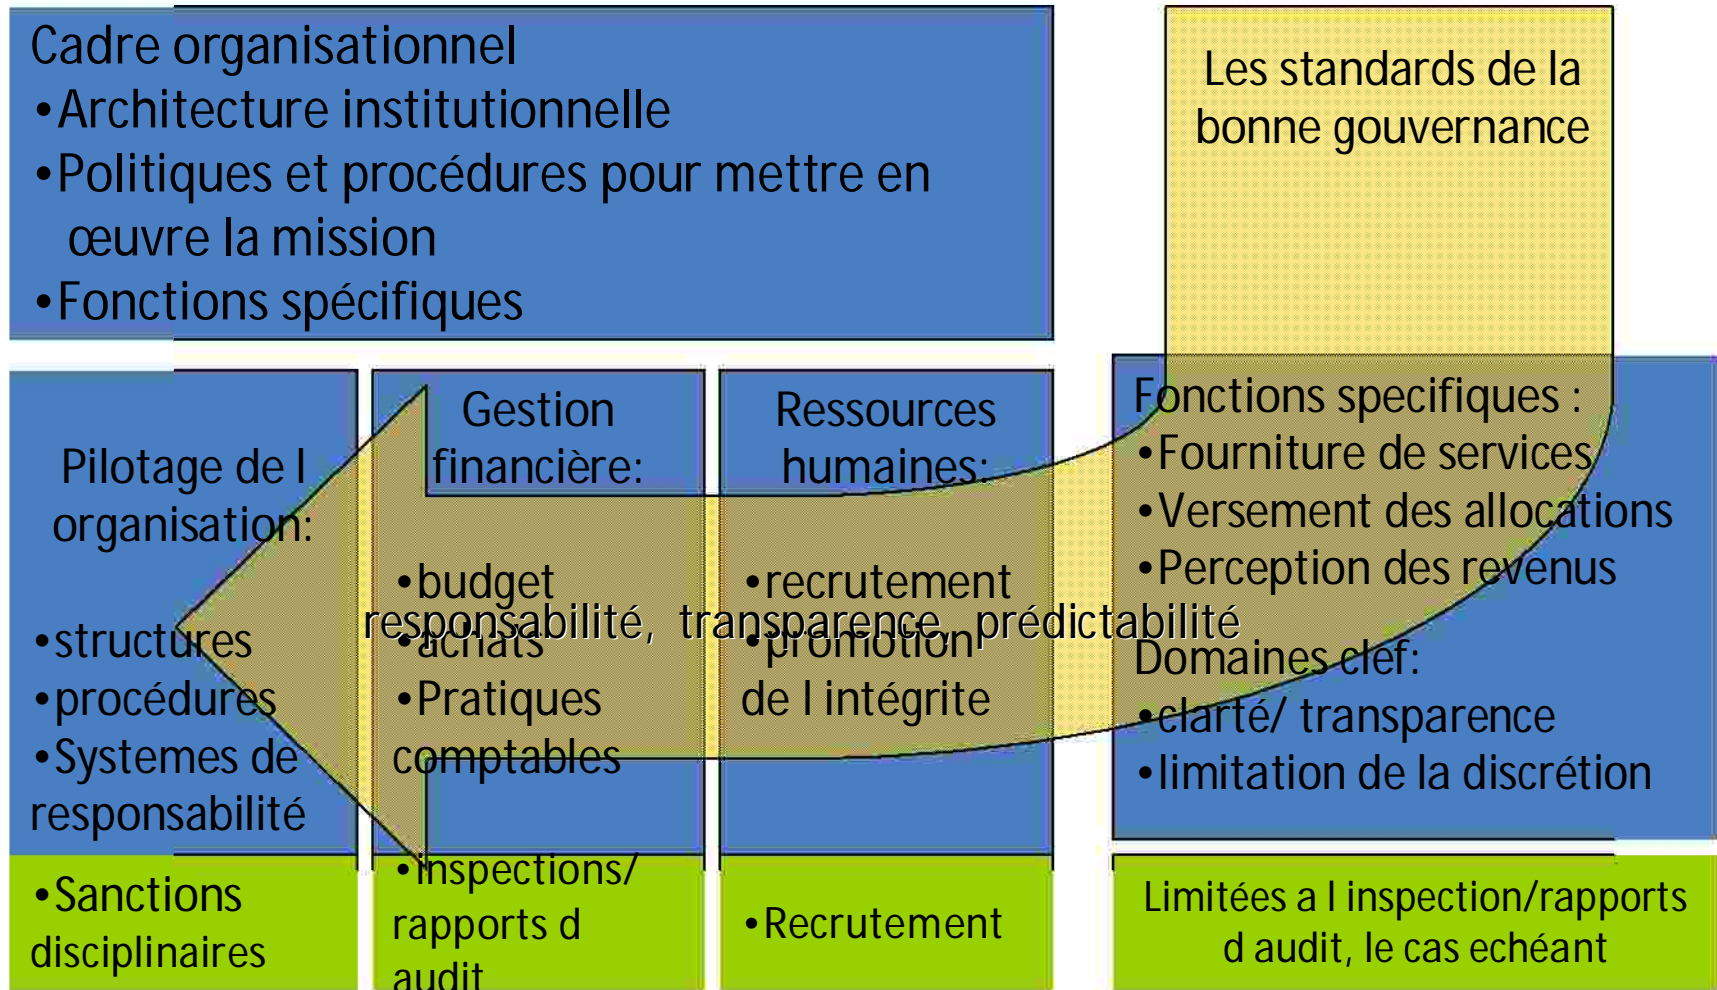 Cadre organisationnel
•Architecture institutionnelle
•Politiques et procédures pour mettre en
œuvre la mission
•Fonctions spécifiques
Les standards de la
bonne gouvernance
Pilotage de l
organisation:
•structures
•procédures
•Systemes de
responsabilité
Gestion
financière:
•budget
•achats
•Pratiques
comptables
Ressources
humaines:
•recrutement
•promotion
de l intégrite
Fonctions specifiques :
•Fourniture de services
•Versement des allocations
•Perception des revenus
Domaines clef:
•clarté/ transparence
•limitation de la discrétion
responsabilité, transparence, prédictabilité
•Sanctions
disciplinaires
•inspections/
rapports d
audit
•Recrutement
Limitées a l inspection/rapports
d audit, le cas echéant